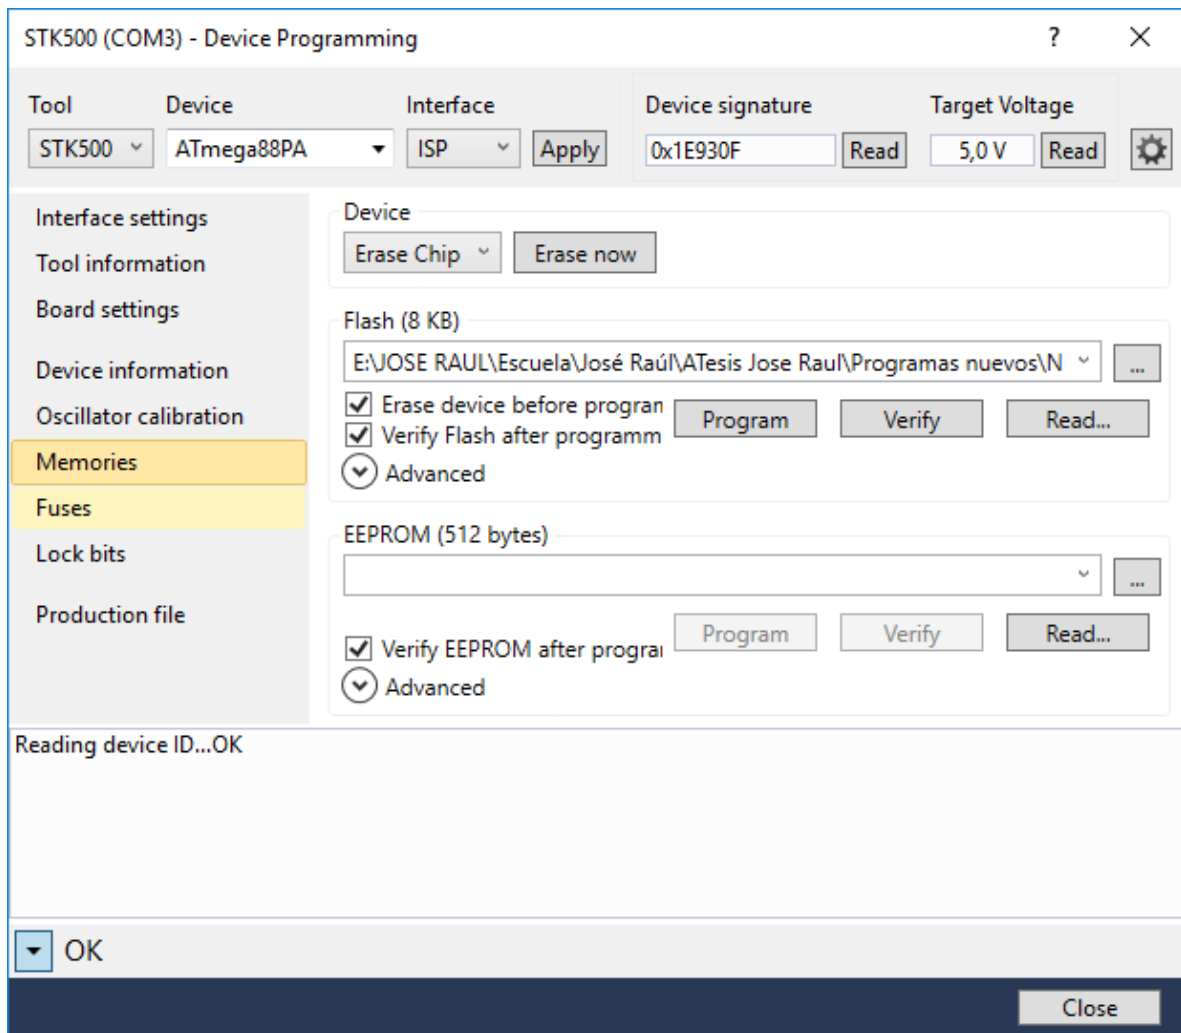 STK500 (COM3) - Device Programming
?
Tool Device Interface Device signature Target Voltage
STK500 ATmega88PA ISP Apply 0x1E930F Read 5,0 V Read
Interface settings
Tool information
Board settings
Device information
Oscillator calibration
Memories
Fuses
Lock bits
Production file
Device
Erase Chip Erase now
Flash (8 KB)
E:\JOSE RAUL\Escuela\José Raúl\ATesis Jose Raul\Programas nuevos\N ...
Erase device before progran
Verify Flash after programm
Program Verify Read...
Advanced
EEPROM (512 bytes)
...
Program Verify Read...
Verify EEPROM after program
Advanced
Reading device ID...OK
OK
Close